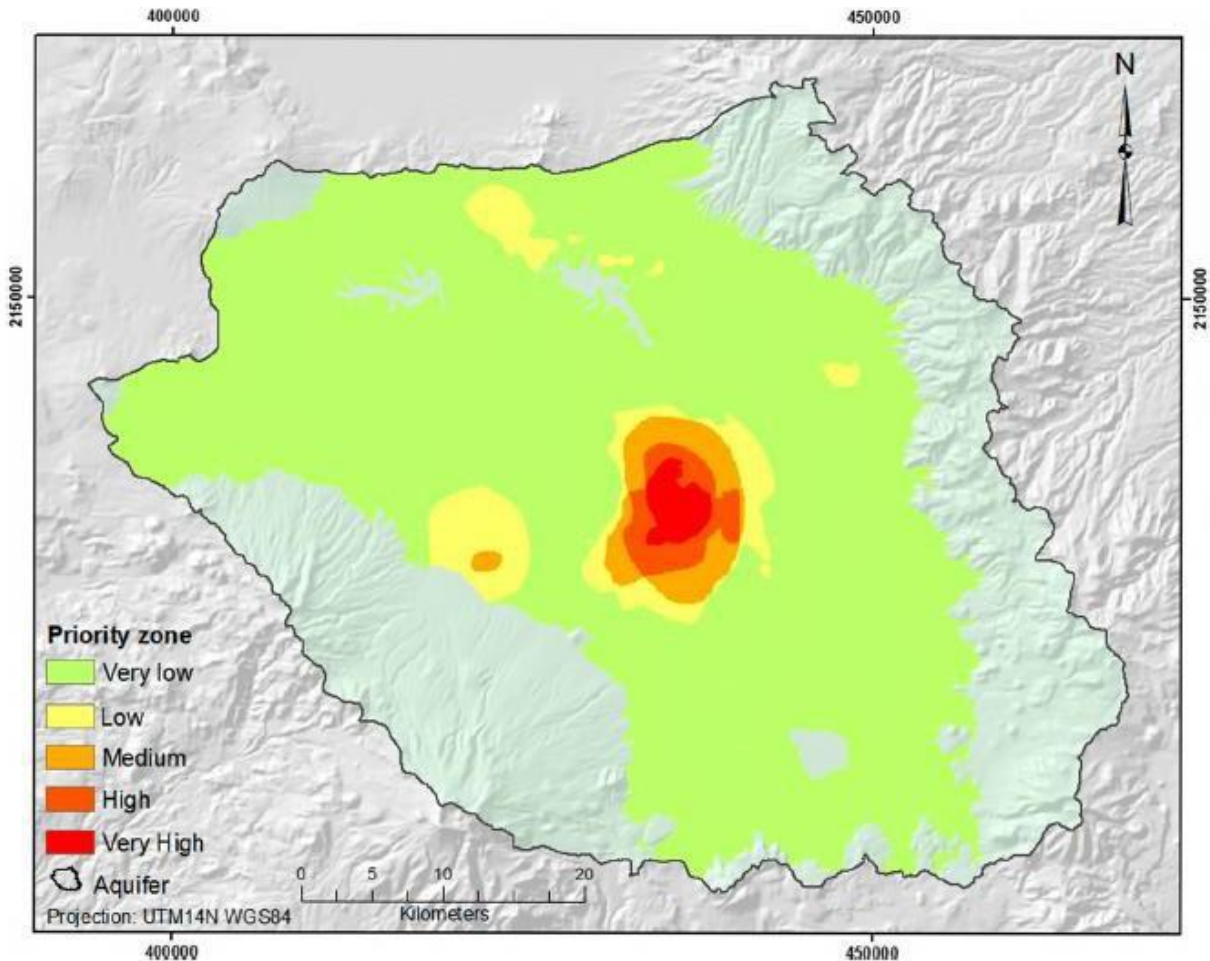 400000
450000
N
2150000
2150000
Priority zone
Very low
Low
Medium
High
Very High
Aquifer
0 5 10 20
Kilometers
Projection: UTM14N WGS84
400000
450000